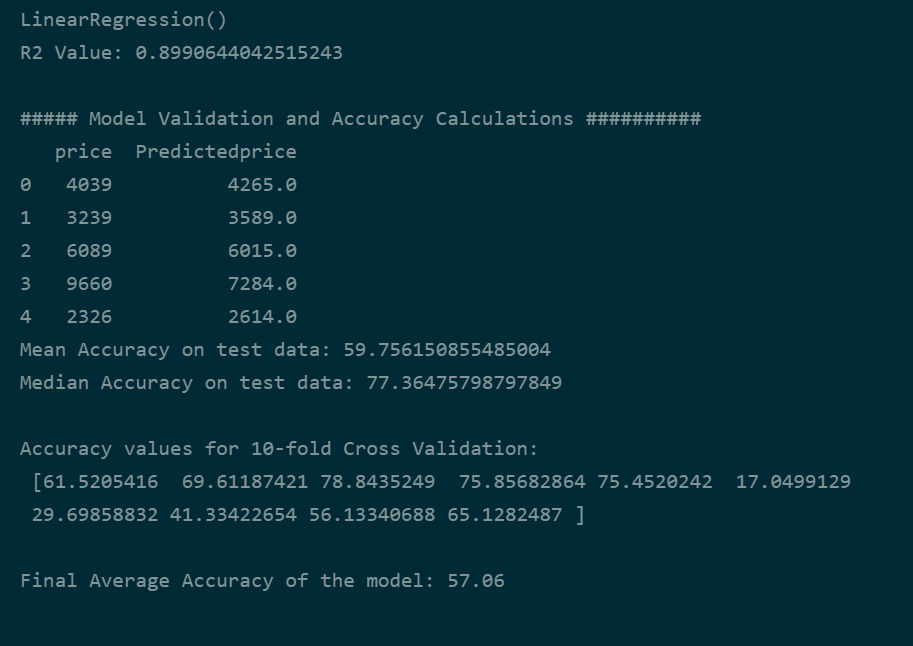 LinearRegression()
R2 Value: 0.8990644042515243
##### Model Validation and Accuracy Calculations ##########
price Predictedprice
0 4039 4265.0
1 3239 3589.0
2 6089 6015.0
3 9660 7284.0
4 2326 2614.0
Mean Accuracy on test data: 59.756150855485004
Median Accuracy on test data: 77.36475798797849
Accuracy values for 10-fold Cross Validation:
[61.5205416 69.61187421 78.8435249 75.85682864 75.4520242 17.0499129
29.69858832 41.33422654 56.13340688 65.1282487 ]
Final Average Accuracy of the model: 57.06